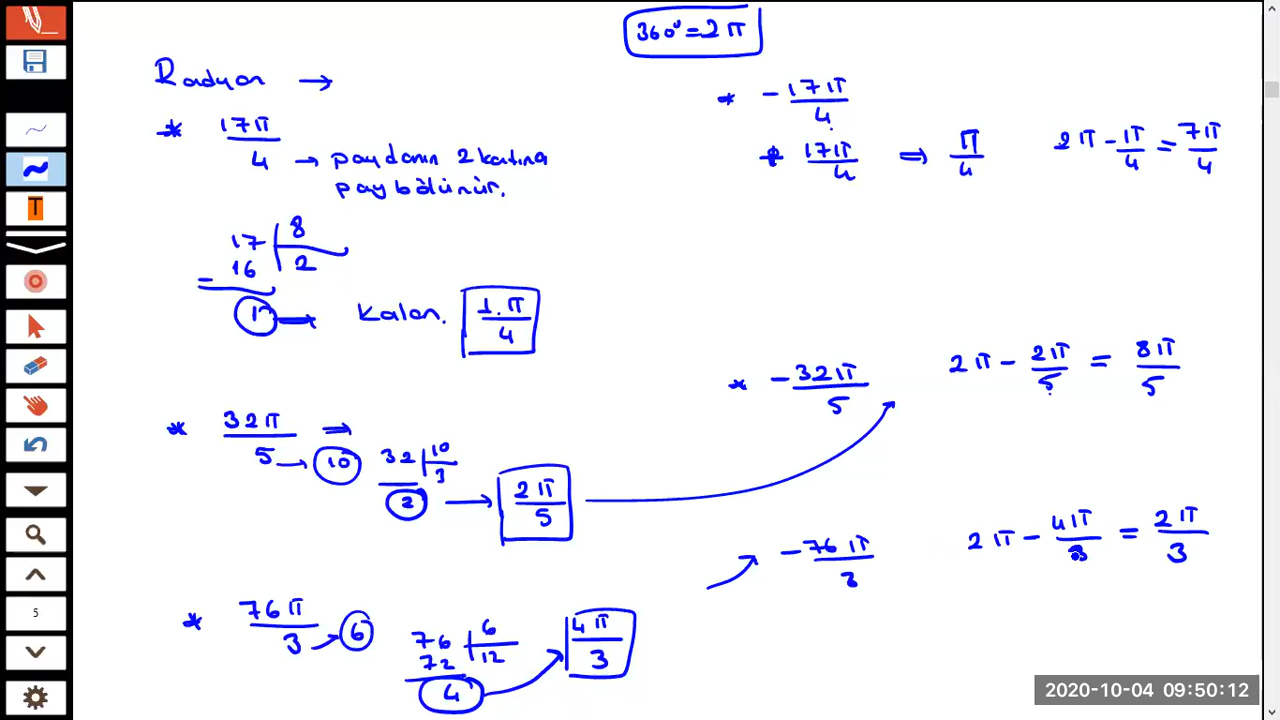 360° = 2π
Radyan →
* 17π/4 → paydanın 2 katına
pay bölünür.
17 | 8
= 16 | 2
1 → Kalan. 1.π/4
* 32π/5 → 10 ⇒ 32 | 10
3
2 → 2π/5
* 76π/3 → 6
76 | 6
72 | 12
4 → 4π/3
* -17π/4
* 17π/4 ⇒ π/4 2π - 1π/4 = 7π/4
* -32π/5 2π - 2π/5 = 8π/5
-76π/3 2π - 4π/3 = 2π/3
T
5
2020-10-04 09:50:12